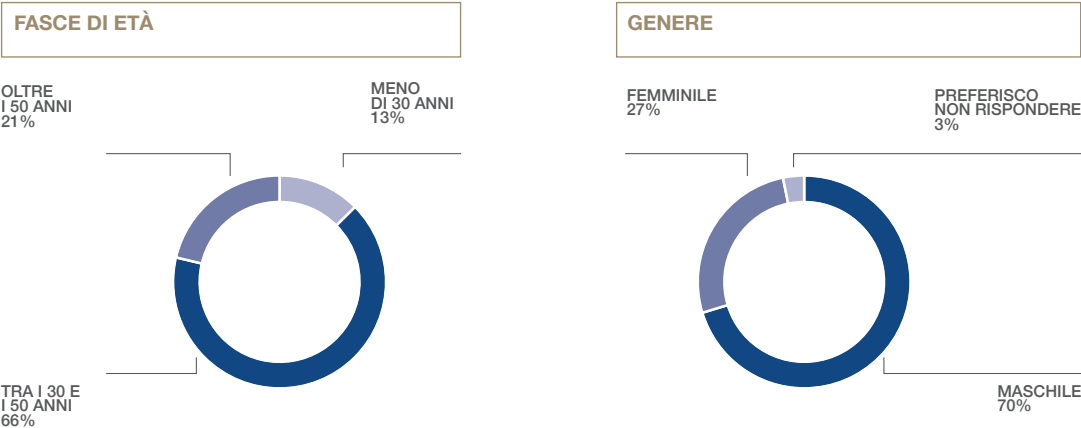 FASCE DI ETÀ
OLTRE
I 50 ANNI
21%
MENO
DI 30 ANNI
13%
TRA I 30 E
I 50 ANNI
66%
GENERE
FEMMINILE
27%
PREFERISCO
NON RISPONDERE
3%
MASCHILE
70%